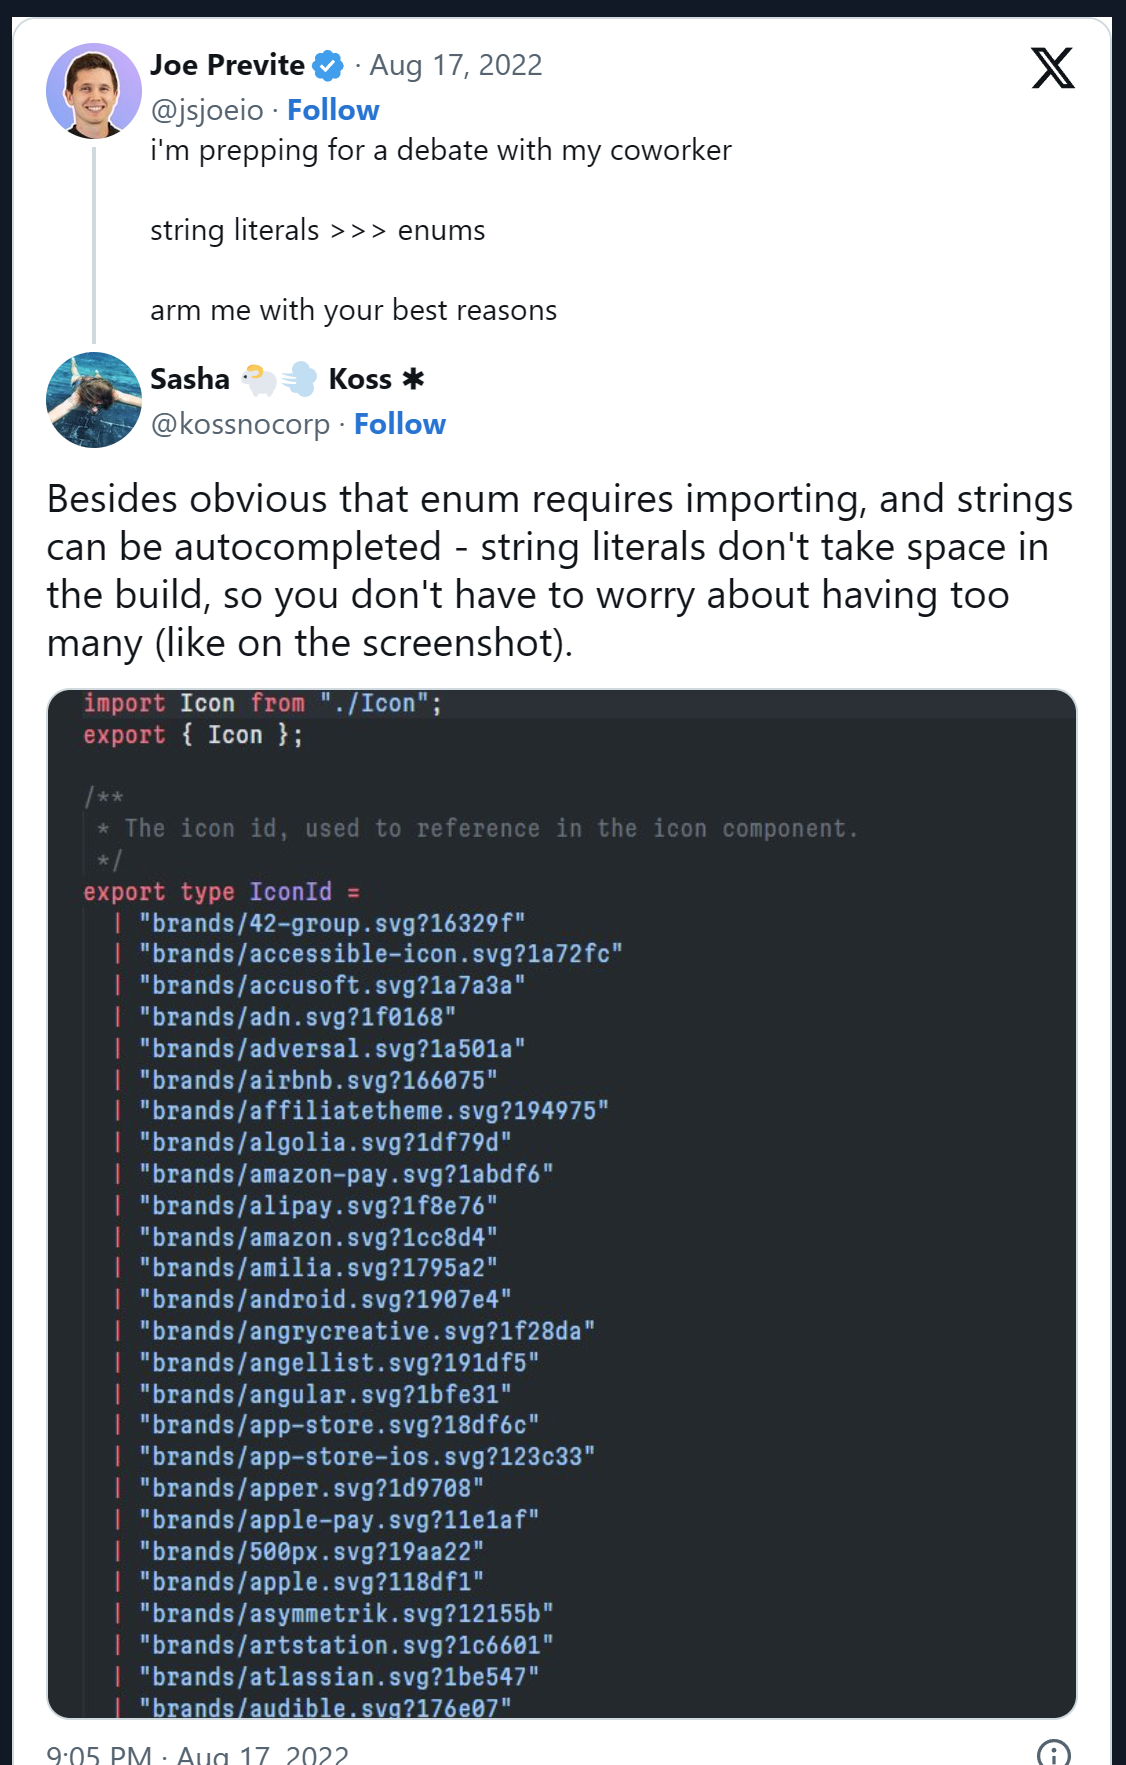 Joe Previte · Aug 17, 2022
@jsjoeio · Follow
i'm prepping for a debate with my coworker
string literals >>> enums
arm me with your best reasons
Sasha 🐏💨 Koss ✱
@kossnocorp · Follow
Besides obvious that enum requires importing, and strings
can be autocompleted - string literals don't take space in
the build, so you don't have to worry about having too
many (like on the screenshot).
import Icon from "./Icon";
export { Icon };
/**
* The icon id, used to reference in the icon component.
*/
export type IconId =
| "brands/42-group.svg?16329f"
| "brands/accessible-icon.svg?1a72fc"
| "brands/accusoft.svg?1a7a3a"
| "brands/adn.svg?1f0168"
| "brands/adversal.svg?1a501a"
| "brands/airbnb.svg?166075"
| "brands/affiliatetheme.svg?194975"
| "brands/algolia.svg?1df79d"
| "brands/amazon-pay.svg?1abdf6"
| "brands/alipay.svg?1f8e76"
| "brands/amazon.svg?1cc8d4"
| "brands/amilia.svg?1795a2"
| "brands/android.svg?1907e4"
| "brands/angrycreative.svg?1f28da"
| "brands/angellist.svg?191df5"
| "brands/angular.svg?1bfe31"
| "brands/app-store.svg?18df6c"
| "brands/app-store-ios.svg?123c33"
| "brands/apper.svg?1d9708"
| "brands/apple-pay.svg?11e1af"
| "brands/500px.svg?19aa22"
| "brands/apple.svg?118df1"
| "brands/asymmetrik.svg?12155b"
| "brands/artstation.svg?1c6601"
| "brands/atlassian.svg?1be547"
| "brands/audible.svg?176e07"
9:05 PM · Aug 17, 2022